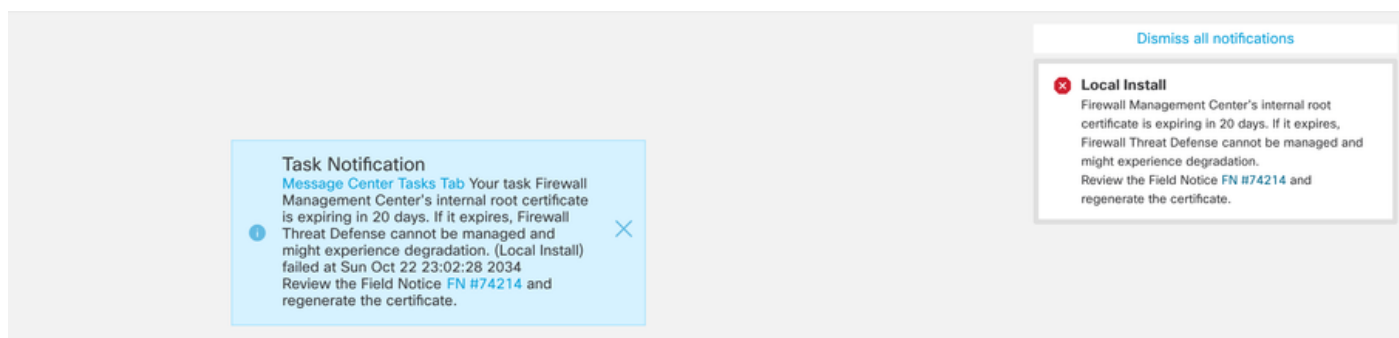 Dismiss all notifications
Local Install
Firewall Management Center's internal root
certificate is expiring in 20 days. If it expires,
Firewall Threat Defense cannot be managed and
might experience degradation.
Review the Field Notice FN #74214 and
regenerate the certificate.
Task Notification
Message Center Tasks Tab Your task Firewall
Management Center's internal root certificate
is expiring in 20 days. If it expires, Firewall
Threat Defense cannot be managed and
might experience degradation. (Local Install)
failed at Sun Oct 22 23:02:28 2034
Review the Field Notice FN #74214 and
regenerate the certificate.